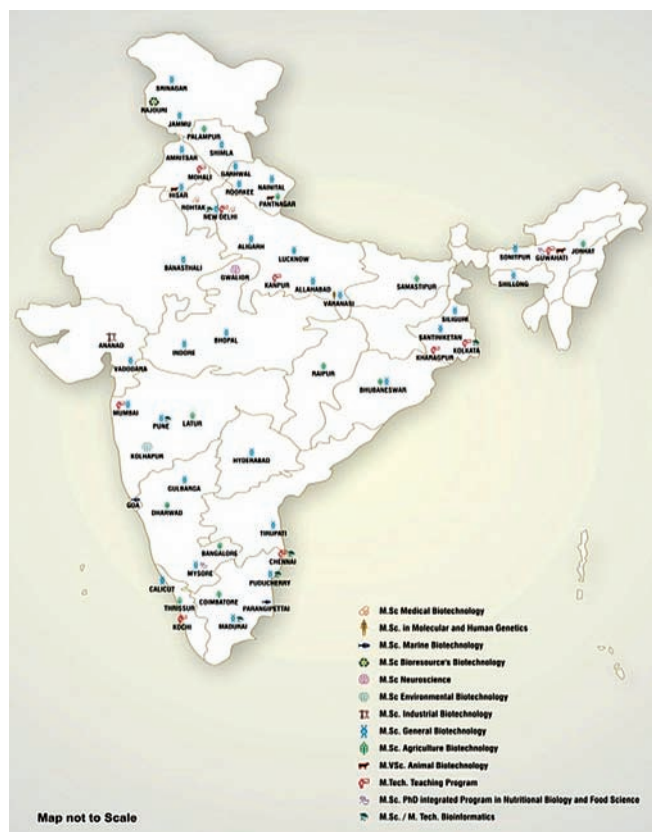 SRINAGAR
RAJOURI
JAMMU
PALAMPUR
SHIMLA
AMRITSAR
MOHALI
GARHWAL
NAINITAL
HISAR
ROORKEE
PANTNAGAR
ROHTAK
NEW DELHI
ALIGARH
LUCKNOW
SONITPUR
GUWAHATI
JORHAT
BANASTHALI
GWALIOR
KANPUR
ALLAHABAD
SAMASTIPUR
SHILLONG
VARANASI
SILIGURI
ANANAD
BHOPAL
SANTINIKETAN
INDORE
KHARAGPUR
KOLKATA
VADODARA
RAIPUR
BHUBANESWAR
MUMBAI
PUNE
LATUR
KOLHAPUR
HYDERABAD
GULBARGA
GOA
DHARWAD
TIRUPATI
BANGALORE
CHENNAI
MYSORE
PUDUCHERRY
CALICUT
COIMBATORE
PARANGIPETTAI
THRISSUR
KOCHI
MADURAI
M.Sc Medical Biotechnology
M.Sc. in Molecular and Human Genetics
M.Sc. Marine Biotechnology
M.Sc Bioresource's Biotechnology
M.Sc Neuroscience
M.Sc Environmental Biotechnology
M.Sc. Industrial Biotechnology
M.Sc. General Biotechnology
M.Sc. Agriculture Biotechnology
M.VSc. Animal Biotechnology
M.Tech. Teaching Program
M.Sc. PhD integrated Program in Nutritional Biology and Food Science
M.Sc. / M. Tech. Bioinformatics
Map not to Scale